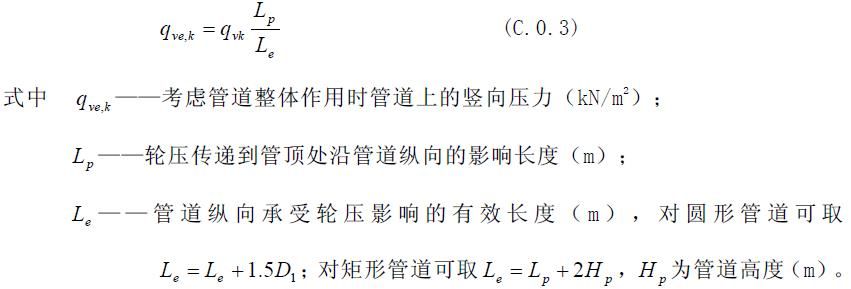 q_{ve,k} = q_{vk} \frac{L_p}{L_e} (C.0.3)
式中 q_{ve,k}——考虑管道整体作用时管道上的竖向压力（kN/m²）；
L_p——轮压传递到管顶处沿管道纵向的影响长度（m）；
L_e——管道纵向承受轮压影响的有效长度（m），对圆形管道可取
L_e = L_e + 1.5D_1；对矩形管道可取 L_e = L_p + 2H_p，H_p 为管道高度（m）。